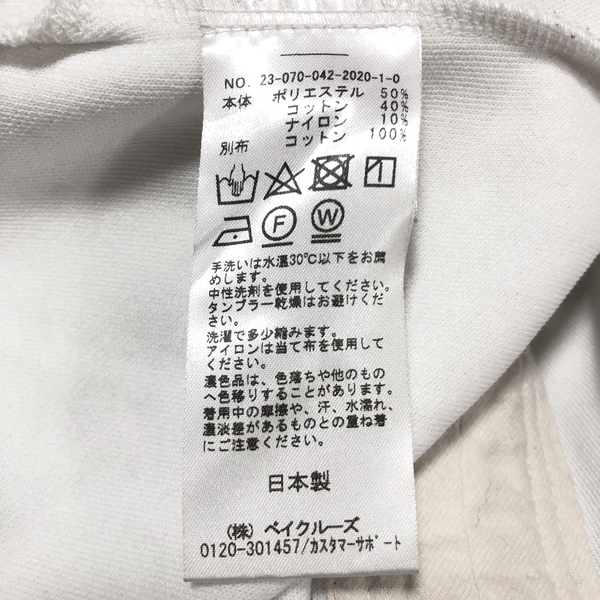 NO. 23-070-042-2020-1-0
本体 ポリエステル 50%
コットン 40%
ナイロン 10%
別布 コットン 100%
F W
手洗いは水温30℃以下をお薦
めします。
中性洗剤を使用してください。
タンブラー乾燥はお避けくだ
さい。
洗濯で多少縮みます。
アイロンは当て布を使用して
ください。
濃色品は、色落ちや他のもの
へ色移りすることがあります。
着用中の摩擦や、汗、水濡れ、
濃淡差があるものとの重ね着
にご注意ください。
日本製
(株) ベイクルーズ
0120-301457/カスタマーサポート